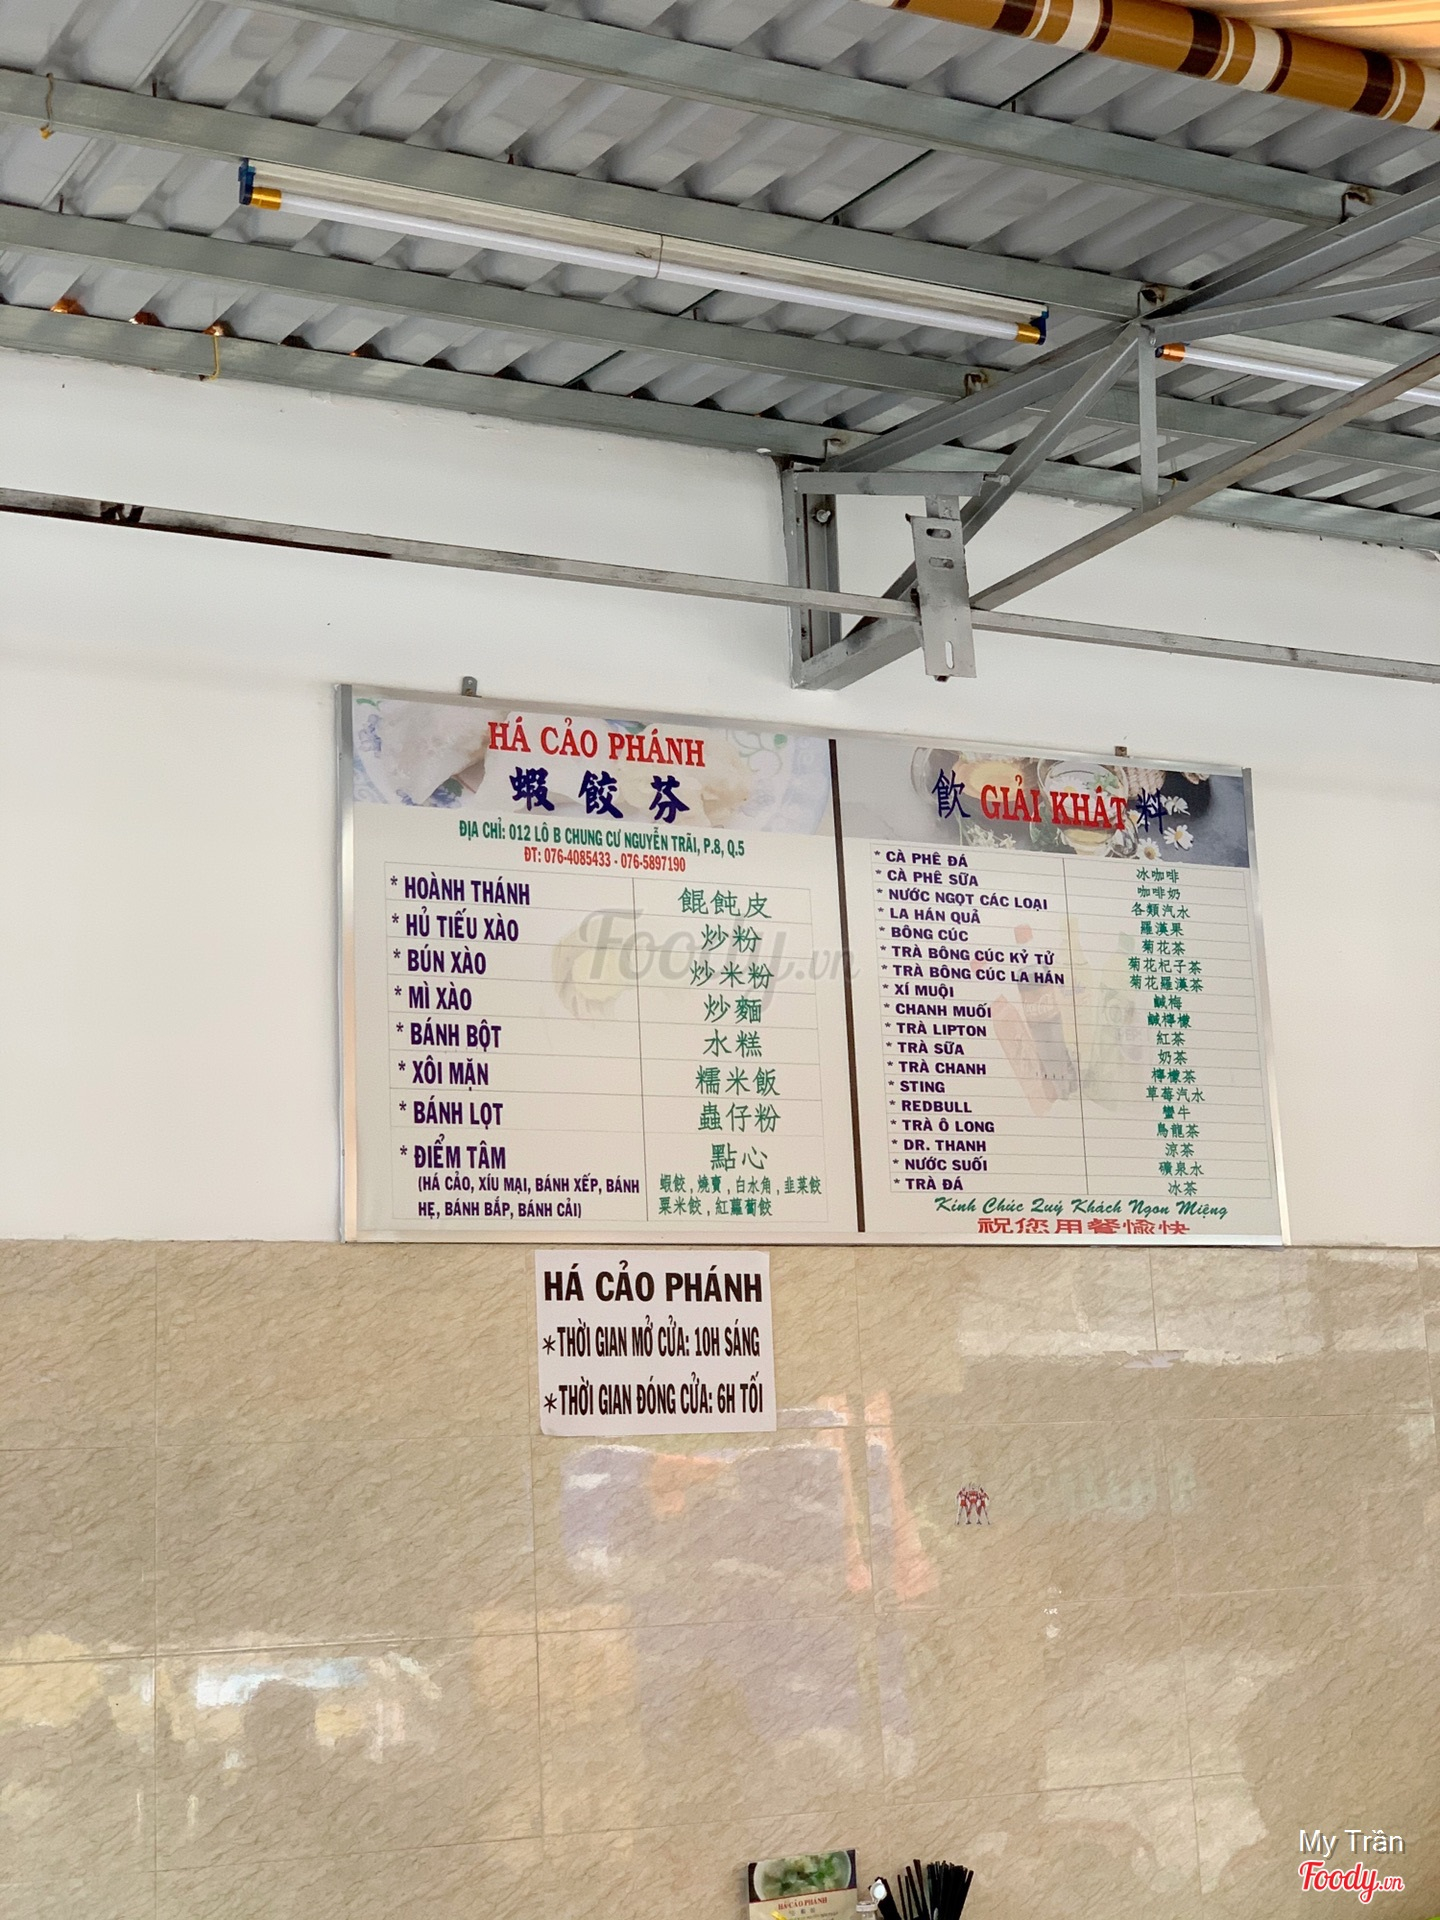 HÁ CẢO PHÁNH
蝦餃芬
ĐỊA CHỈ: 012 LÔ B CHUNG CƯ NGUYỄN TRÃI, P.8, Q.5
ĐT: 076-4085433 - 076-5897190
* HOÀNH THÁNH 餛飩皮
* HỦ TIẾU XÀO 炒粉
* BÚN XÀO 炒米粉
* MÌ XÀO 炒麵
* BÁNH BỘT 水糕
* XÔI MẶN 糯米飯
* BÁNH LỌT 蟲仔粉
* ĐIỂM TÂM 點心
(HÁ CẢO, XÍU MẠI, BÁNH XẾP, BÁNH 蝦餃,燒賣,白水角,韭菜餃
HẸ, BÁNH BẮP, BÁNH CẢI) 粟米餃,紅蘿蔔餃
飲 GIẢI KHÁT 料
* CÀ PHÊ ĐÁ 冰咖啡
* CÀ PHÊ SỮA 咖啡奶
* NƯỚC NGỌT CÁC LOẠI 各類汽水
* LA HÁN QUẢ 羅漢果
* BÔNG CÚC 菊花茶
* TRÀ BÔNG CÚC KỶ TỬ 菊花杞子茶
* TRÀ BÔNG CÚC LA HÁN 菊花羅漢茶
* XÍ MUỘI 鹹梅
* CHANH MUỐI 鹹檸檬
* TRÀ LIPTON 紅茶
* TRÀ SỮA 奶茶
* TRÀ CHANH 檸檬茶
* STING 草莓汽水
* REDBULL 蠻牛
* TRÀ Ô LONG 烏龍茶
* DR. THANH 涼茶
* NƯỚC SUỐI 礦泉水
* TRÀ ĐÁ 冰茶
Kính Chúc Quý Khách Ngon Miệng
祝您用餐愉快
Foody.vn
HÁ CẢO PHÁNH
*THỜI GIAN MỞ CỬA: 10H SÁNG
*THỜI GIAN ĐÓNG CỬA: 6H TỐI
HÁ CẢO PHÁNH
My Trần
Foody.vn